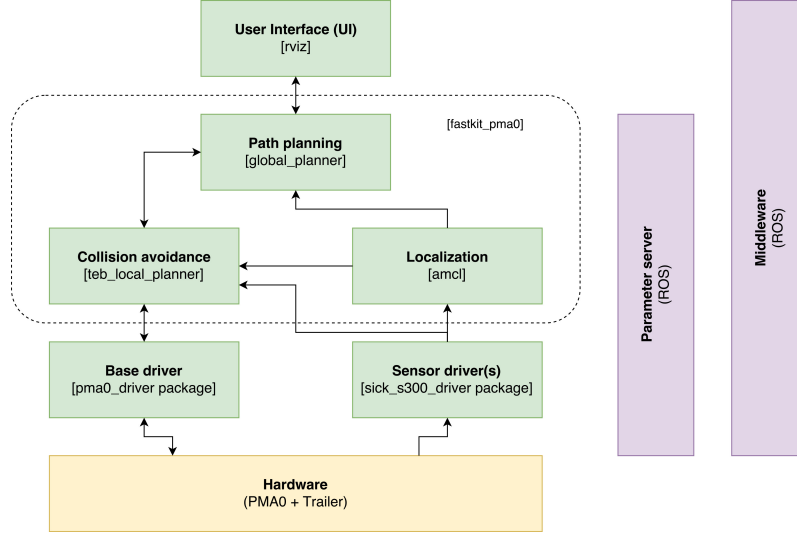 User Interface (UI)
[rviz]
[fastkit_pma0]
Path planning
[global_planner]
Collision avoidance
[teb_local_planner]
Localization
[amcl]
Base driver
[pma0_driver package]
Sensor driver(s)
[sick_s300_driver package]
Hardware
(PMA0 + Trailer)
Parameter server
(ROS)
Middleware
(ROS)